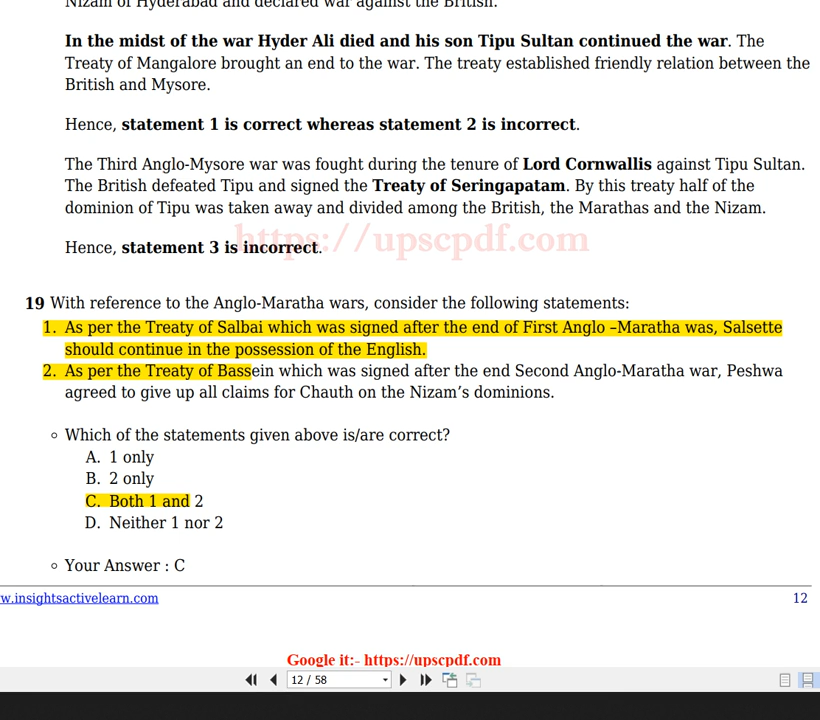 Nizam of Hyderabad and declared war against the British.
In the midst of the war Hyder Ali died and his son Tipu Sultan continued the war. The
Treaty of Mangalore brought an end to the war. The treaty established friendly relation between the
British and Mysore.
Hence, statement 1 is correct whereas statement 2 is incorrect.
The Third Anglo-Mysore war was fought during the tenure of Lord Cornwallis against Tipu Sultan.
The British defeated Tipu and signed the Treaty of Seringapatam. By this treaty half of the
dominion of Tipu was taken away and divided among the British, the Marathas and the Nizam.
https://upscpdf.com
Hence, statement 3 is incorrect.
19 With reference to the Anglo-Maratha wars, consider the following statements:
1. As per the Treaty of Salbai which was signed after the end of First Anglo –Maratha was, Salsette
should continue in the possession of the English.
2. As per the Treaty of Bassein which was signed after the end Second Anglo-Maratha war, Peshwa
agreed to give up all claims for Chauth on the Nizam’s dominions.
Which of the statements given above is/are correct?
A. 1 only
B. 2 only
C. Both 1 and 2
D. Neither 1 nor 2
Your Answer : C
w.insightsactivelearn.com 12
Google it:- https://upscpdf.com
12 / 58